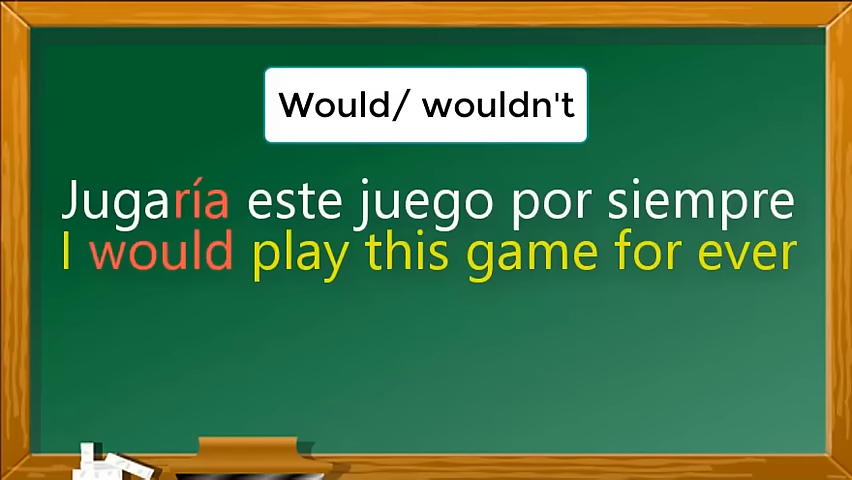 Would/ wouldn't
Jugaría este juego por siempre
I would play this game for ever